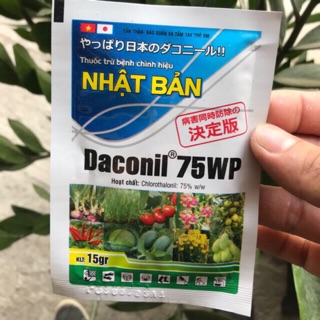 やっぱり日本のダコニール!!
Thuốc trừ bệnh chính hiệu
NHẬT BẢN
病害同時防除の
決定版
Daconil® 75WP
Hoạt chất: Chlorothalonil: 75% w/w
KLT: 15gr